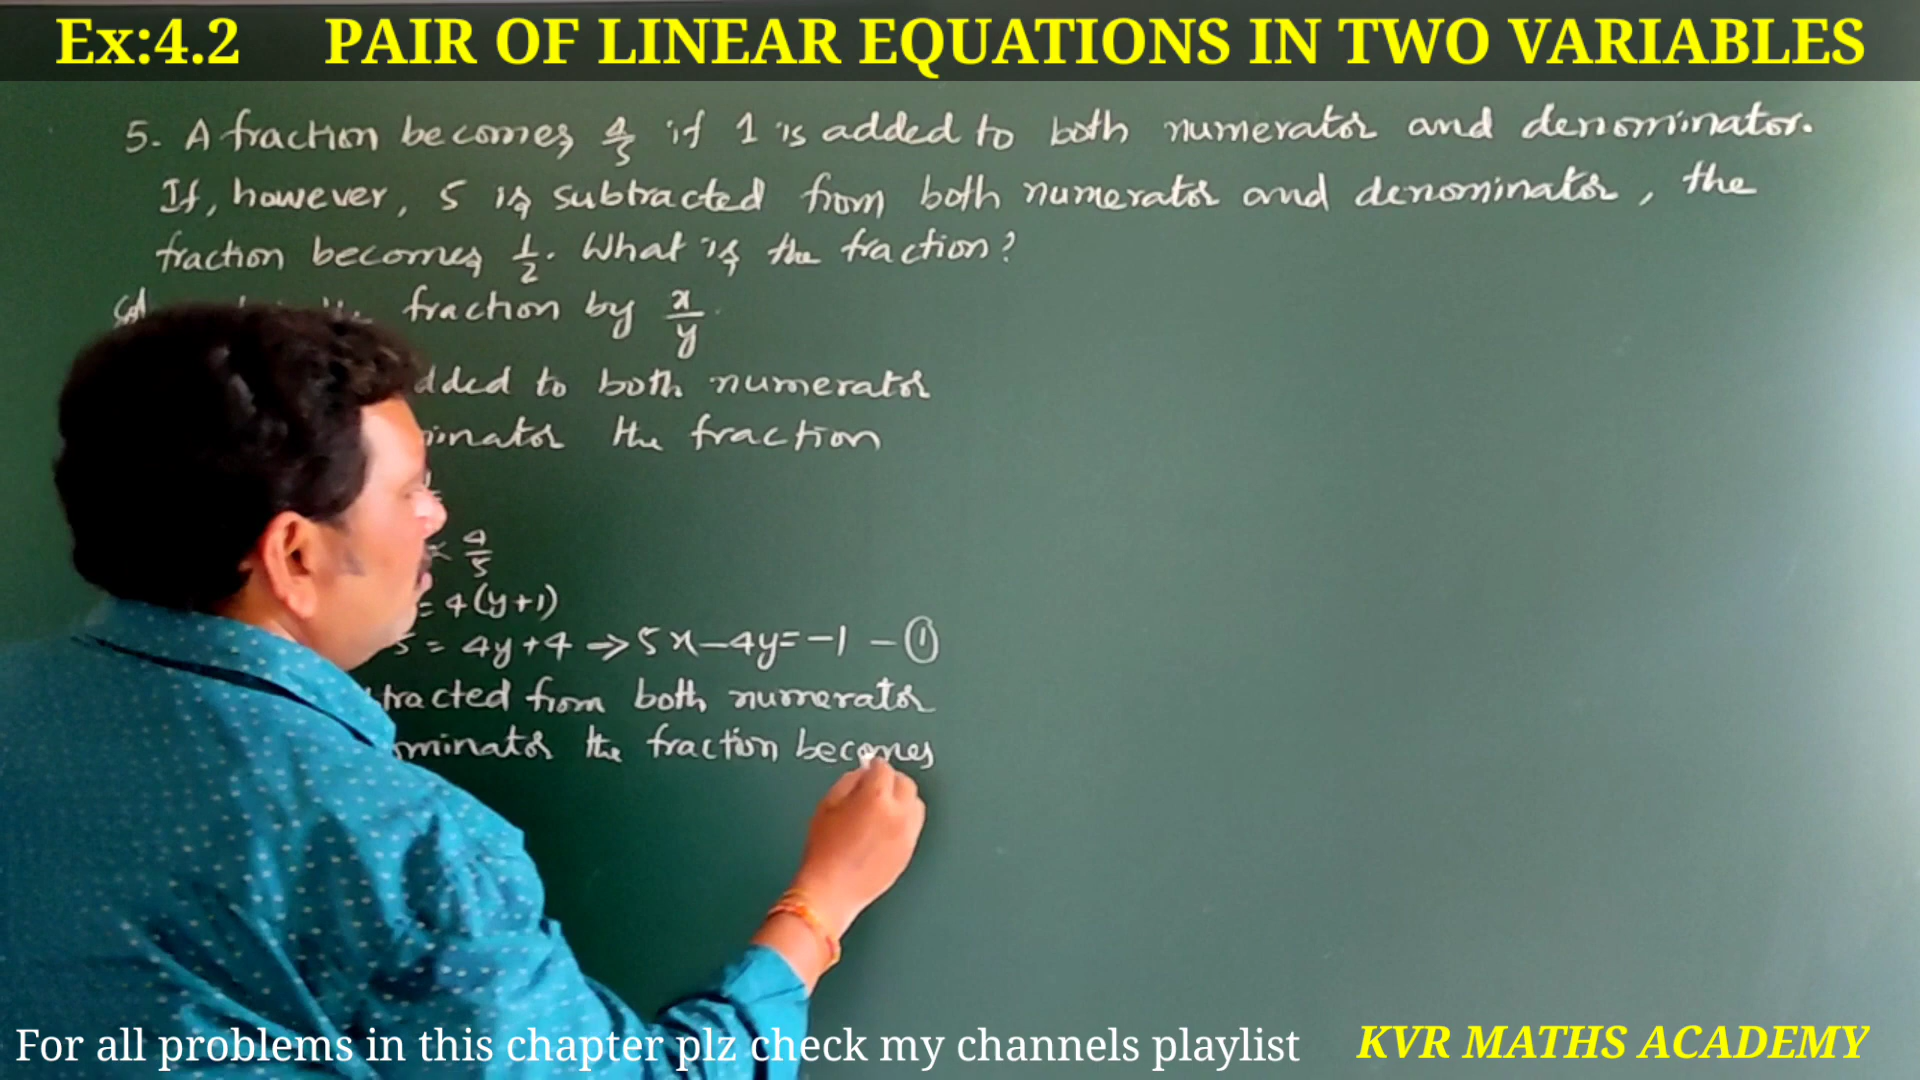 Ex:4.2 PAIR OF LINEAR EQUATIONS IN TWO VARIABLES
5. A fraction becomes 4/5 if 1 is added to both numerator and denominator.
If, however, 5 is subtracted from both numerator and denominator, the
fraction becomes 1/2. What is the fraction?
fraction by x/y.
dded to both numerator
inator the fraction
4/5
= 4(y+1)
5 = 4y+4 → 5x-4y=-1 - ①
tracted from both numerator
minator the fraction becomes
For all problems in this chapter plz check my channels playlist
KVR MATHS ACADEMY